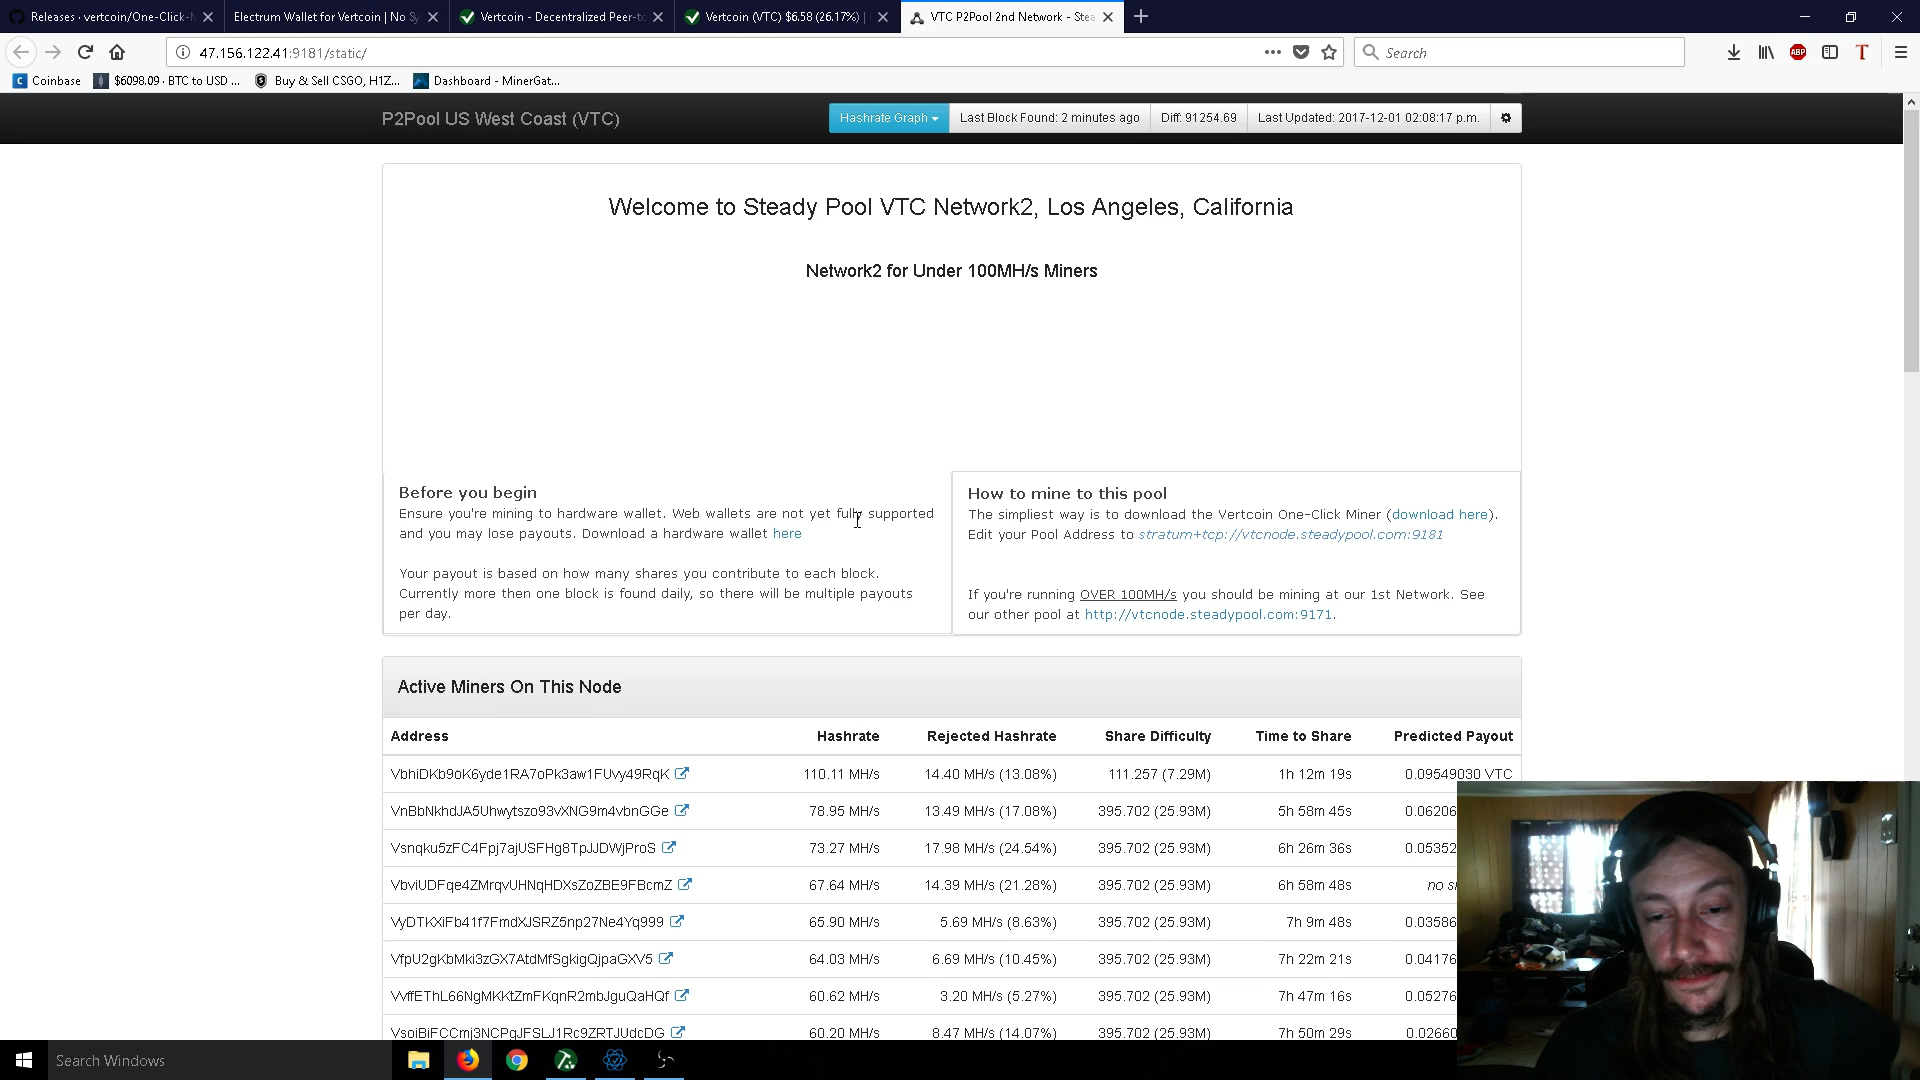 Releases · vertcoin/One-Click-M
Electrum Wallet for Vertcoin | No Sy
Vertcoin - Decentralized Peer-to
Vertcoin (VTC) $6.58 (26.17%) |
VTC P2Pool 2nd Network - Stea
47.156.122.41:9181/static/
Search
Coinbase
$6098.09 · BTC to USD ...
Buy & Sell CSGO, H1Z...
Dashboard - MinerGat...
P2Pool US West Coast (VTC)
Hashrate Graph
Last Block Found: 2 minutes ago
Diff: 91254.69
Last Updated: 2017-12-01 02:08:17 p.m.
Welcome to Steady Pool VTC Network2, Los Angeles, California
Network2 for Under 100MH/s Miners
Before you begin
Ensure you're mining to hardware wallet. Web wallets are not yet fully supported
and you may lose payouts. Download a hardware wallet here
Your payout is based on how many shares you contribute to each block.
Currently more then one block is found daily, so there will be multiple payouts
per day.
How to mine to this pool
The simpliest way is to download the Vertcoin One-Click Miner (download here).
Edit your Pool Address to stratum+tcp://vtcnode.steadypool.com:9181
If you're running OVER 100MH/s you should be mining at our 1st Network. See
our other pool at http://vtcnode.steadypool.com:9171.
Active Miners On This Node
Address Hashrate Rejected Hashrate Share Difficulty Time to Share Predicted Payout
VbhiDKb9oK6yde1RA7oPk3aw1FUvy49RqK 110.11 MH/s 14.40 MH/s (13.08%) 111.257 (7.29M) 1h 12m 19s 0.09549030 VTC
VnBbNkhdJA5Uhwytszo93vXNG9m4vbnGGe 78.95 MH/s 13.49 MH/s (17.08%) 395.702 (25.93M) 5h 58m 45s 0.06206
Vsnqku5zFC4Fpj7ajUSFHg8TpJJDWjProS 73.27 MH/s 17.98 MH/s (24.54%) 395.702 (25.93M) 6h 26m 36s 0.05352
VbviUDFqe4ZMrqvUHNqHDXsZoZBE9FBcmZ 67.64 MH/s 14.39 MH/s (21.28%) 395.702 (25.93M) 6h 58m 48s no s
VyDTKXiFb41f7FmdXJSRZ5np27Ne4Yq999 65.90 MH/s 5.69 MH/s (8.63%) 395.702 (25.93M) 7h 9m 48s 0.03586
VfpU2gKbMki3zGX7AtdMfSgkigQjpaGXV5 64.03 MH/s 6.69 MH/s (10.45%) 395.702 (25.93M) 7h 22m 21s 0.04176
VvffEThL66NgMKKtZmFKqnR2mbJguQaHQf 60.62 MH/s 3.20 MH/s (5.27%) 395.702 (25.93M) 7h 47m 16s 0.05276
VsoiBiFCCmj3NCPgJFSLJ1Rc9ZRTJUdcDG 60.20 MH/s 8.47 MH/s (14.07%) 395.702 (25.93M) 7h 50m 29s 0.02660
Search Windows